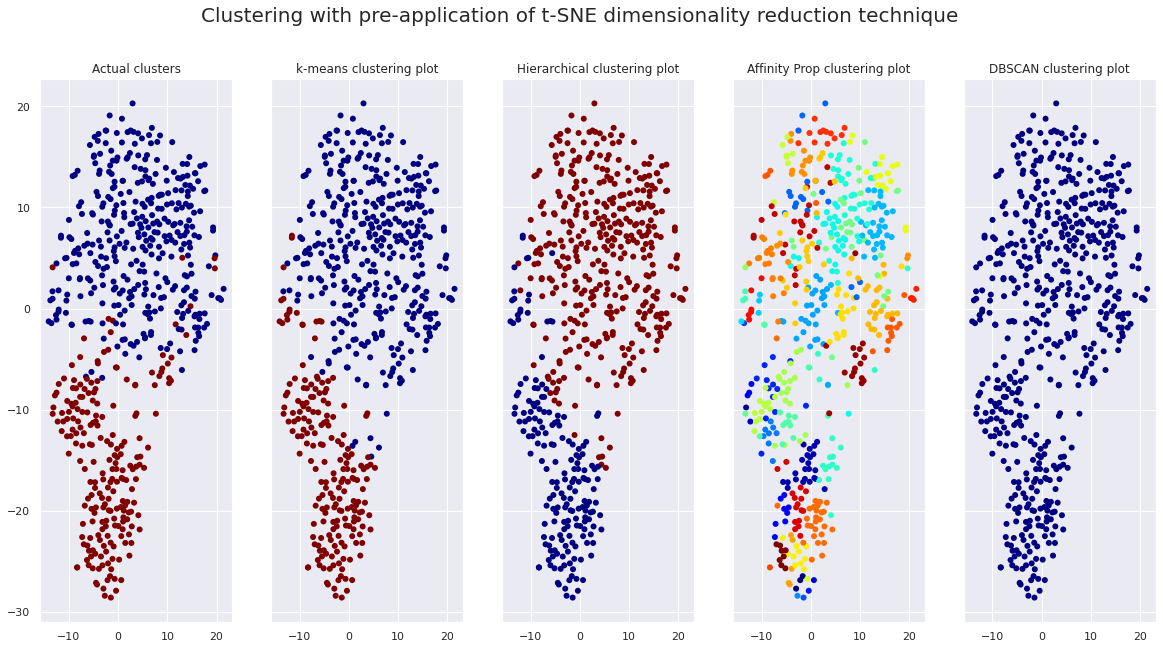 Clustering with pre-application of t-SNE dimensionality reduction technique
Actual clusters
k-means clustering plot
Hierarchical clustering plot
Affinity Prop clustering plot
DBSCAN clustering plot
20
10
0
−10
−20
−30
−10 0 10 20
−10 0 10 20
−10 0 10 20
−10 0 10 20
−10 0 10 20